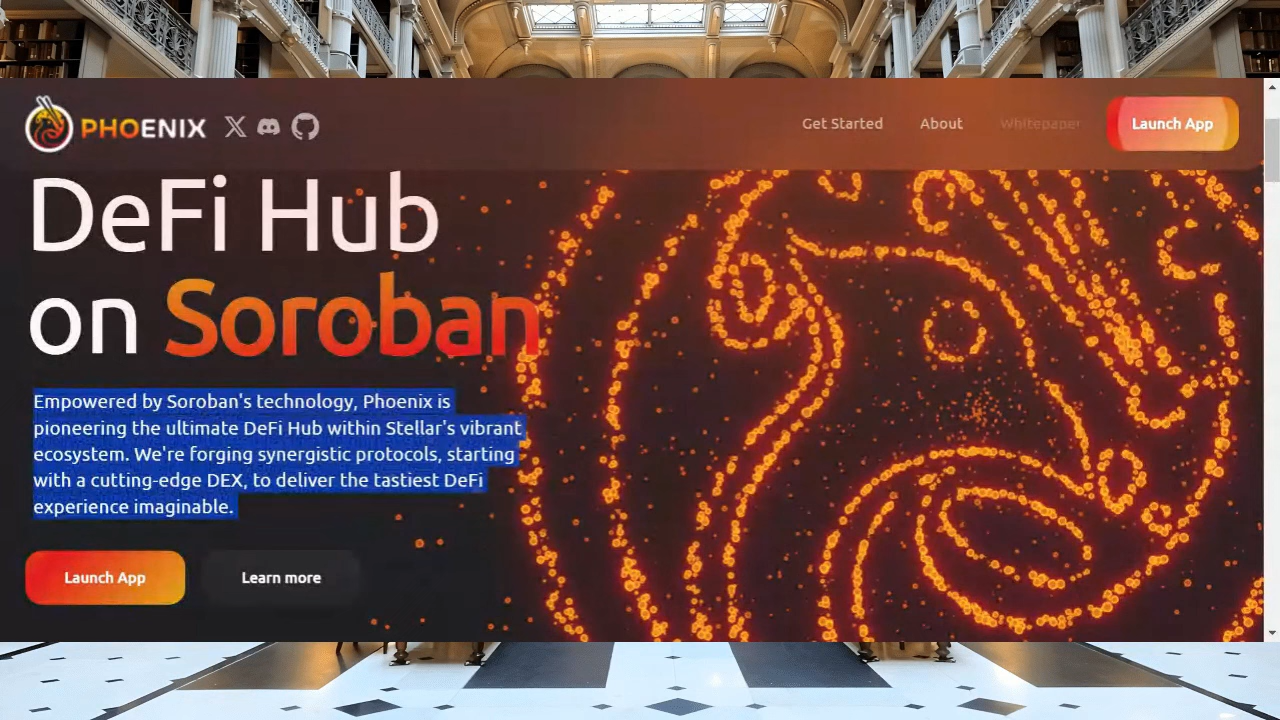 PHOENIX
Get Started
About
Whitepaper
Launch App
DeFi Hub
on Soroban
Empowered by Soroban's technology, Phoenix is
pioneering the ultimate DeFi Hub within Stellar's vibrant
ecosystem. We're forging synergistic protocols, starting
with a cutting-edge DEX, to deliver the tastiest DeFi
experience imaginable.
Launch App
Learn more